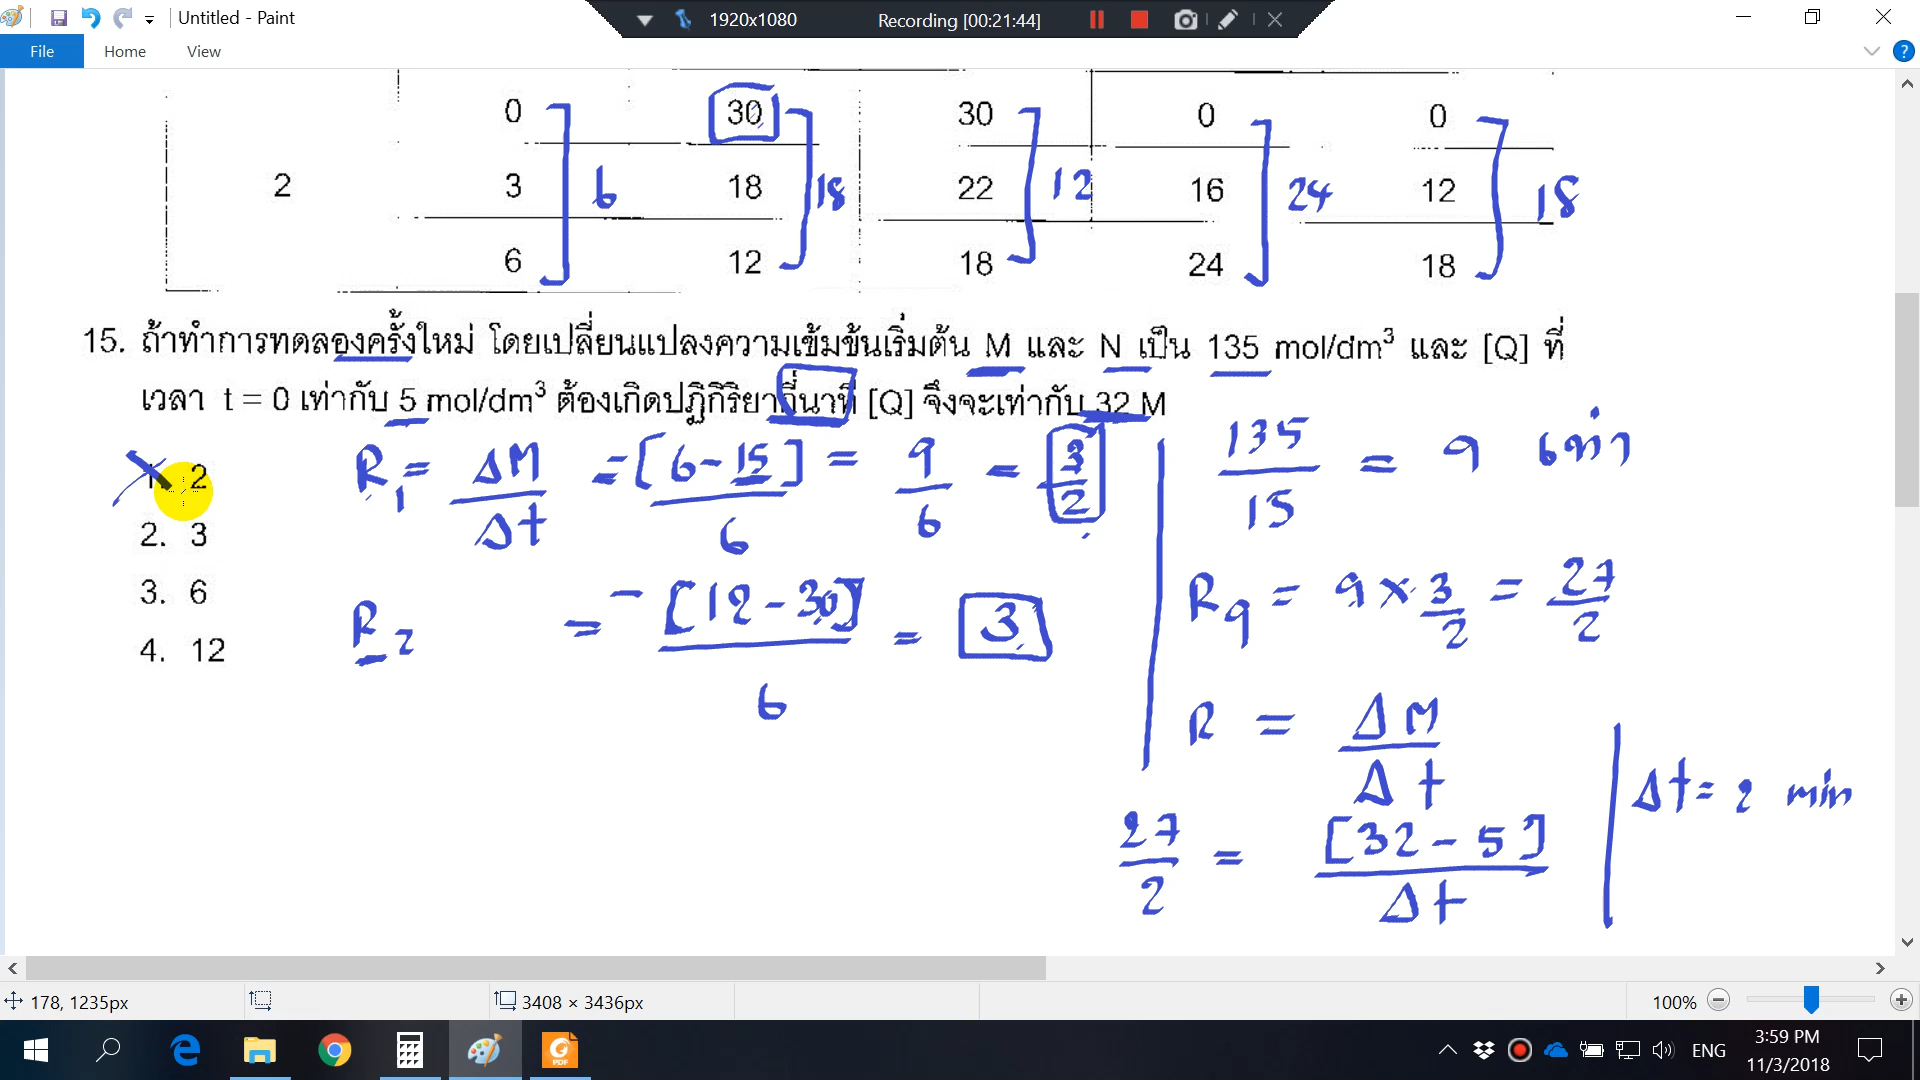 Untitled - Paint
1920x1080 Recording [00:21:44]
File Home View
0 30 30 0 0
2 3 6 18 18 22 12 16 24 12 18
6 12 18 24 18
15. ถ้าทำการทดลองครั้งใหม่ โดยเปลี่ยนแปลงความเข้มข้นเริ่มต้น M และ N เป็น 135 mol/dm³ และ [Q] ที่
เวลา t = 0 เท่ากับ 5 mol/dm³ ต้องเกิดปฏิกิริยากี่นาที [Q] จึงจะเท่ากับ 32 M
1. 2
2. 3
3. 6
4. 12
R₁ = ΔM/Δt = [6-15]/6 = 9/6 = 3/2
R₂ = -[12-30]/6 = 3
135/15 = 9 เท่า
R₉ = 9 × 3/2 = 27/2
R = ΔM/Δt
27/2 = [32-5]/Δt
Δt = 2 min
178, 1235px 3408 × 3436px 100%
PDF
ENG
3:59 PM
11/3/2018